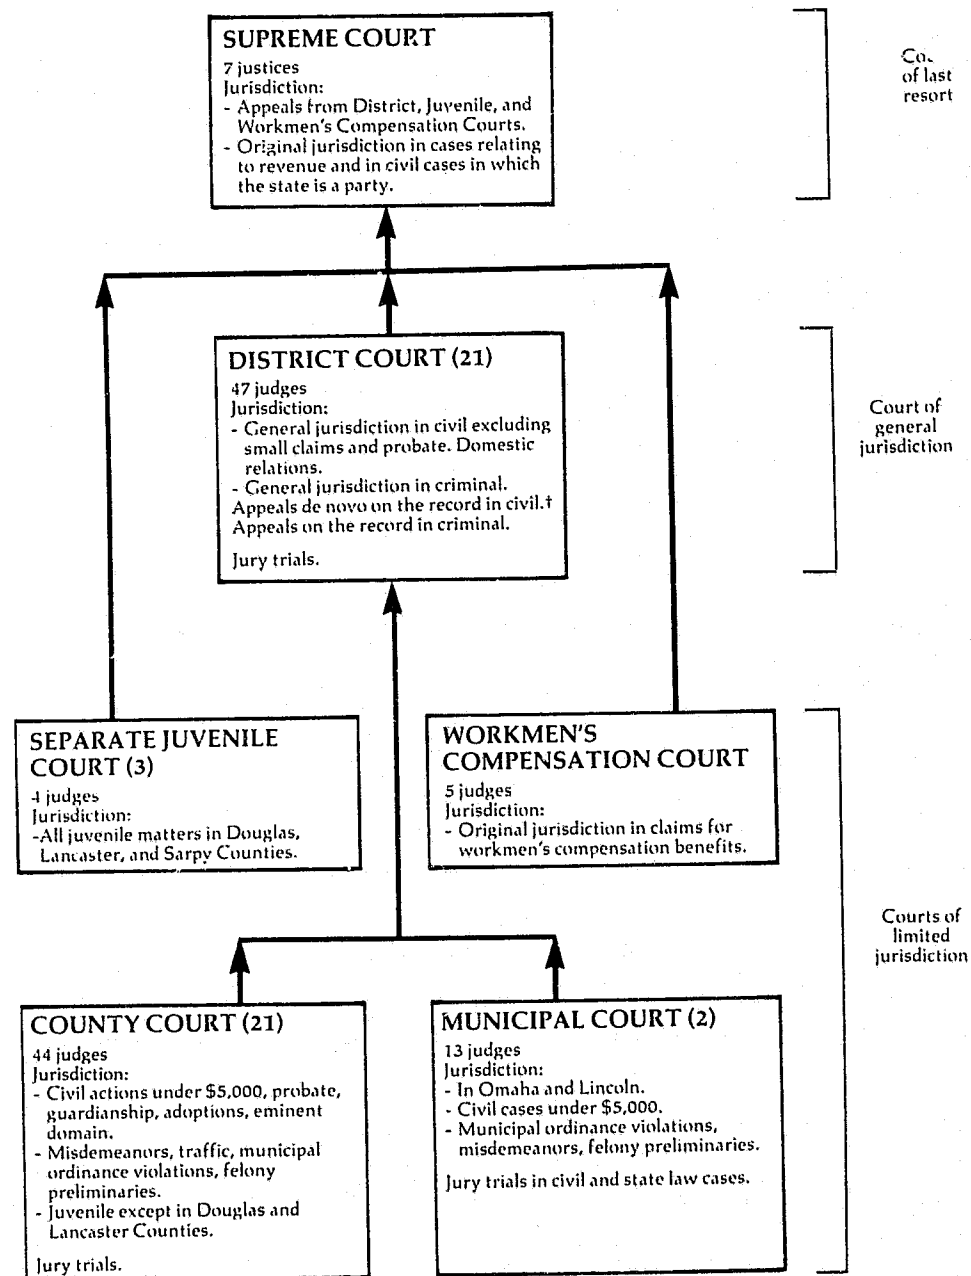 SUPREME COURT
7 justices
Jurisdiction:
- Appeals from District, Juvenile, and
Workmen's Compensation Courts.
- Original jurisdiction in cases relating
to revenue and in civil cases in which
the state is a party.
of last
resort
DISTRICT COURT (21)
47 judges
Jurisdiction:
- General jurisdiction in civil excluding
small claims and probate. Domestic
relations.
- General jurisdiction in criminal.
Appeals de novo on the record in civil.†
Appeals on the record in criminal.
Jury trials.
Court of
general
jurisdiction
SEPARATE JUVENILE
COURT (3)
4 judges
Jurisdiction:
-All juvenile matters in Douglas,
Lancaster, and Sarpy Counties.
WORKMEN'S
COMPENSATION COURT
5 judges
Jurisdiction:
- Original jurisdiction in claims for
workmen's compensation benefits.
Courts of
limited
jurisdiction
COUNTY COURT (21)
44 judges
Jurisdiction:
- Civil actions under $5,000, probate,
guardianship, adoptions, eminent
domain.
- Misdemeanors, traffic, municipal
ordinance violations, felony
preliminaries.
- Juvenile except in Douglas and
Lancaster Counties.
Jury trials.
MUNICIPAL COURT (2)
13 judges
Jurisdiction:
- In Omaha and Lincoln.
- Civil cases under $5,000.
- Municipal ordinance violations,
misdemeanors, felony preliminaries.
Jury trials in civil and state law cases.